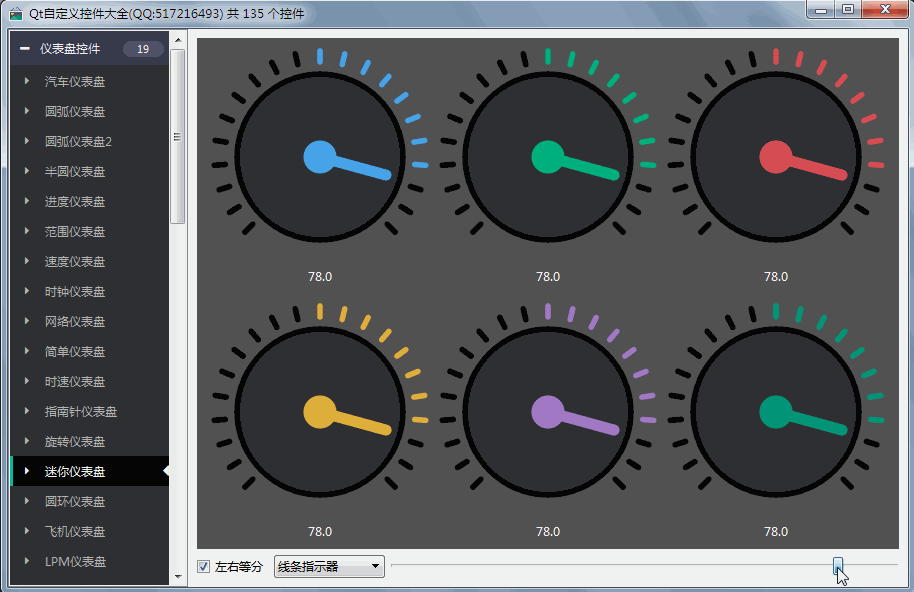 Qt自定义控件大全(QQ:517216493) 共 135 个控件
仪表盘控件 19
汽车仪表盘
圆弧仪表盘
圆弧仪表盘2
半圆仪表盘
进度仪表盘
范围仪表盘
速度仪表盘
时钟仪表盘
网络仪表盘
简单仪表盘
时速仪表盘
指南针仪表盘
旋转仪表盘
迷你仪表盘
圆环仪表盘
飞机仪表盘
LPM仪表盘
78.0 78.0 78.0
78.0 78.0 78.0
左右等分 线条指示器